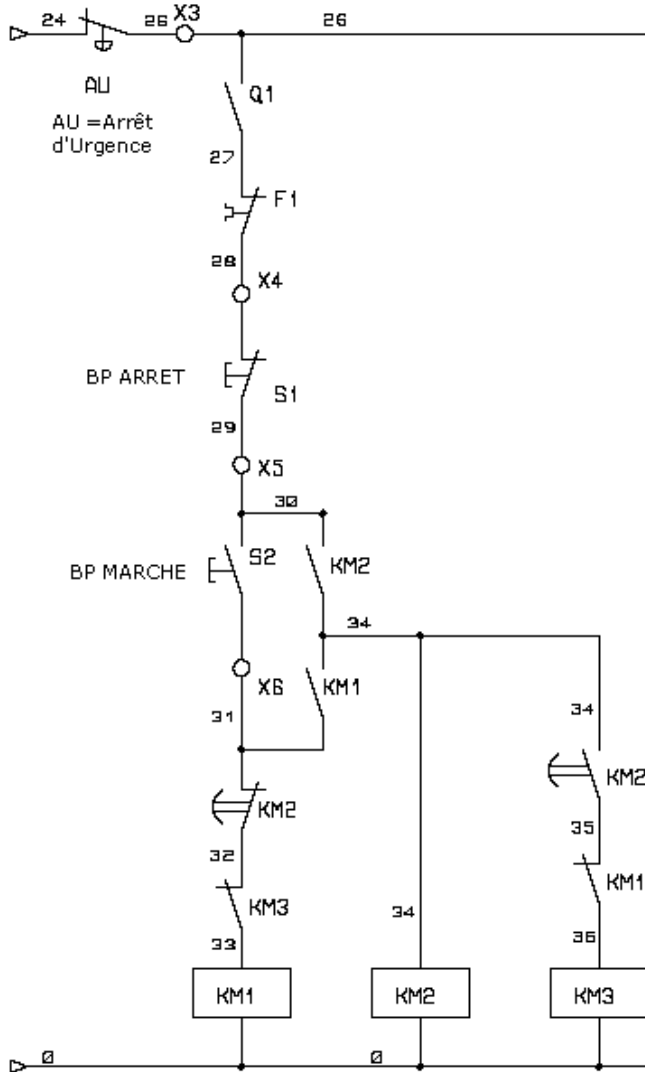 24 26 X3 26
AU
AU =Arrêt
d'Urgence
Q1
27
F1
28
X4
BP ARRET
S1
29
X5
30
S2
KM2
BP MARCHE
34
X6
KM1
31
34
KM2
KM2
32
35
KM3
KM1
34
33
36
KM1
KM2
KM3
0 0